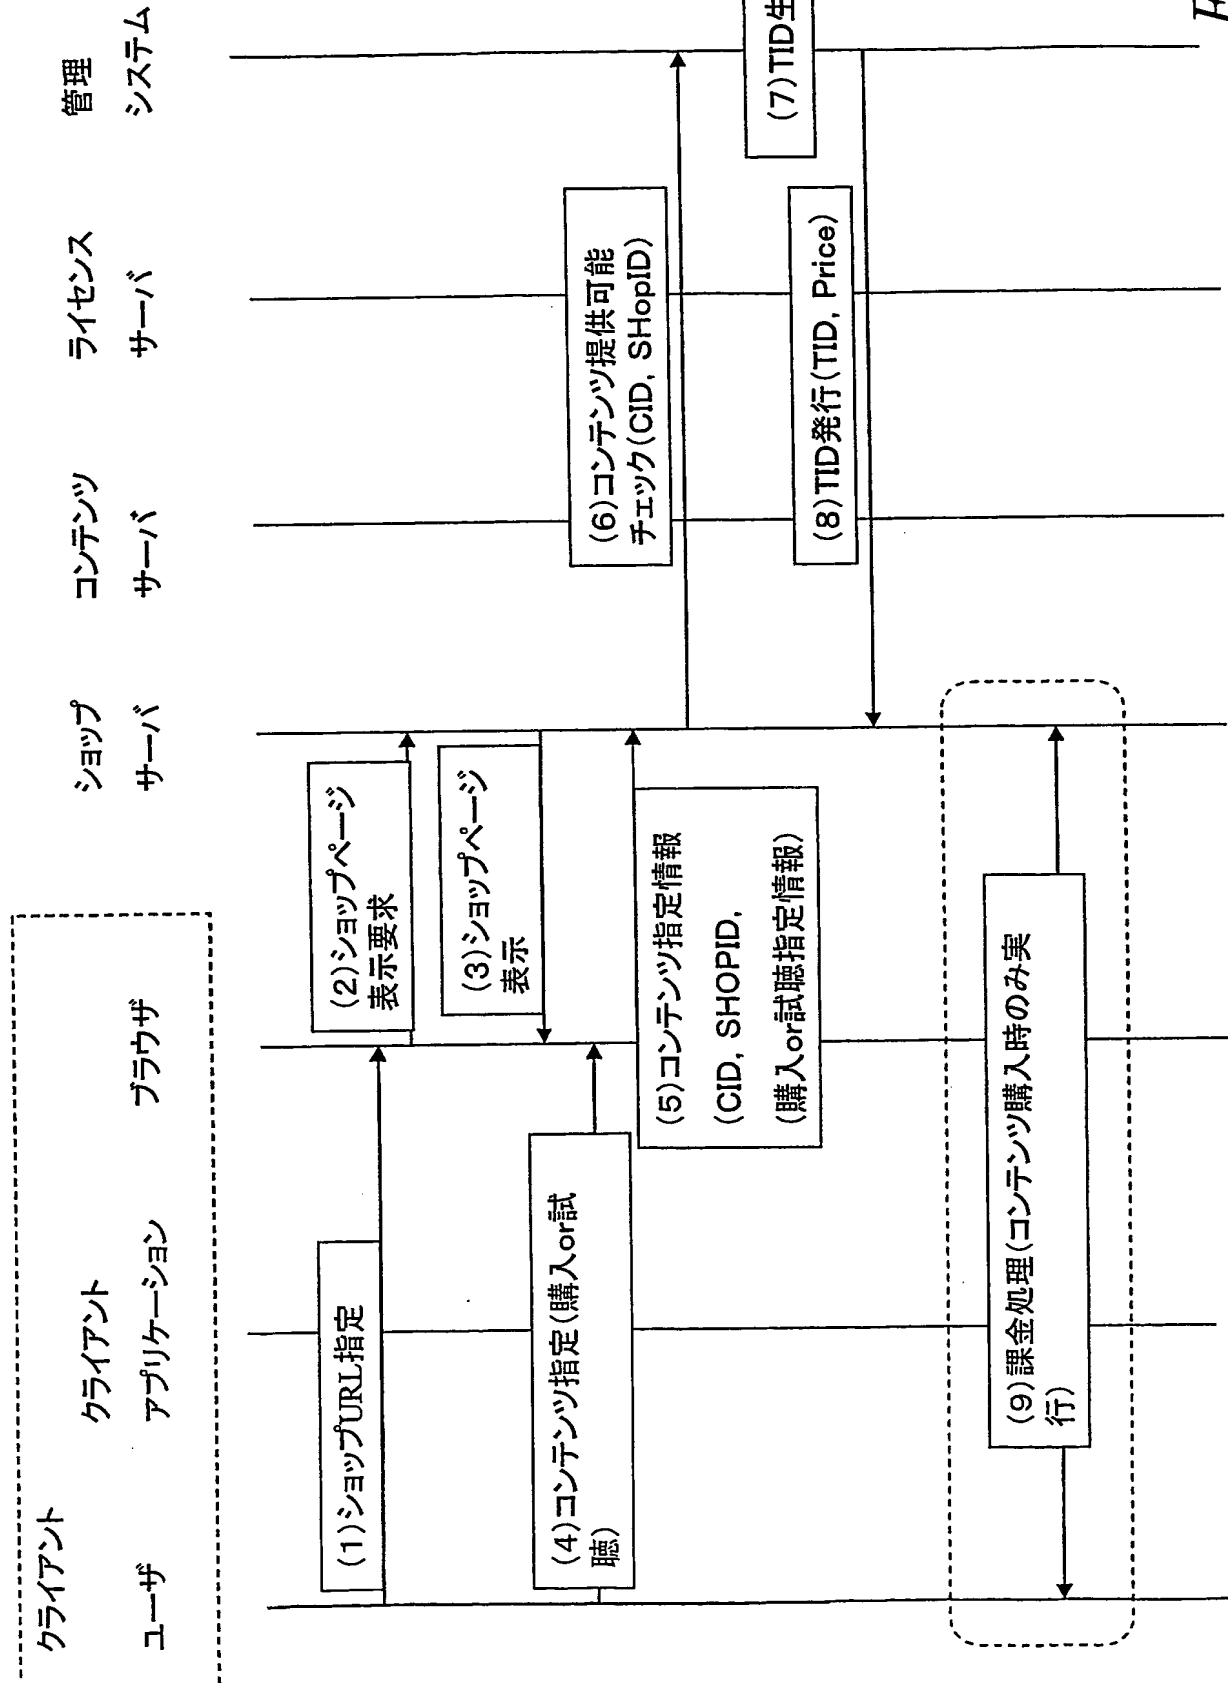 クライアント
ユーザ
クライアント
アプリケーション
ブラウザ
ショップ
サーバ
コンテンツ
サーバ
ライセンス
サーバ
管理
システム
(1)ショップURL指定
(2)ショップページ
表示要求
(3)ショップページ
表示
(4)コンテンツ指定(購入or試
聴)
(5)コンテンツ指定情報
(CID, SHOPID,
(購入or試聴指定情報)
(6)コンテンツ提供可能
チェック(CID, SHopID)
(7)TID生
(8)TID発行(TID, Price)
(9)課金処理(コンテンツ購入時のみ実
行)